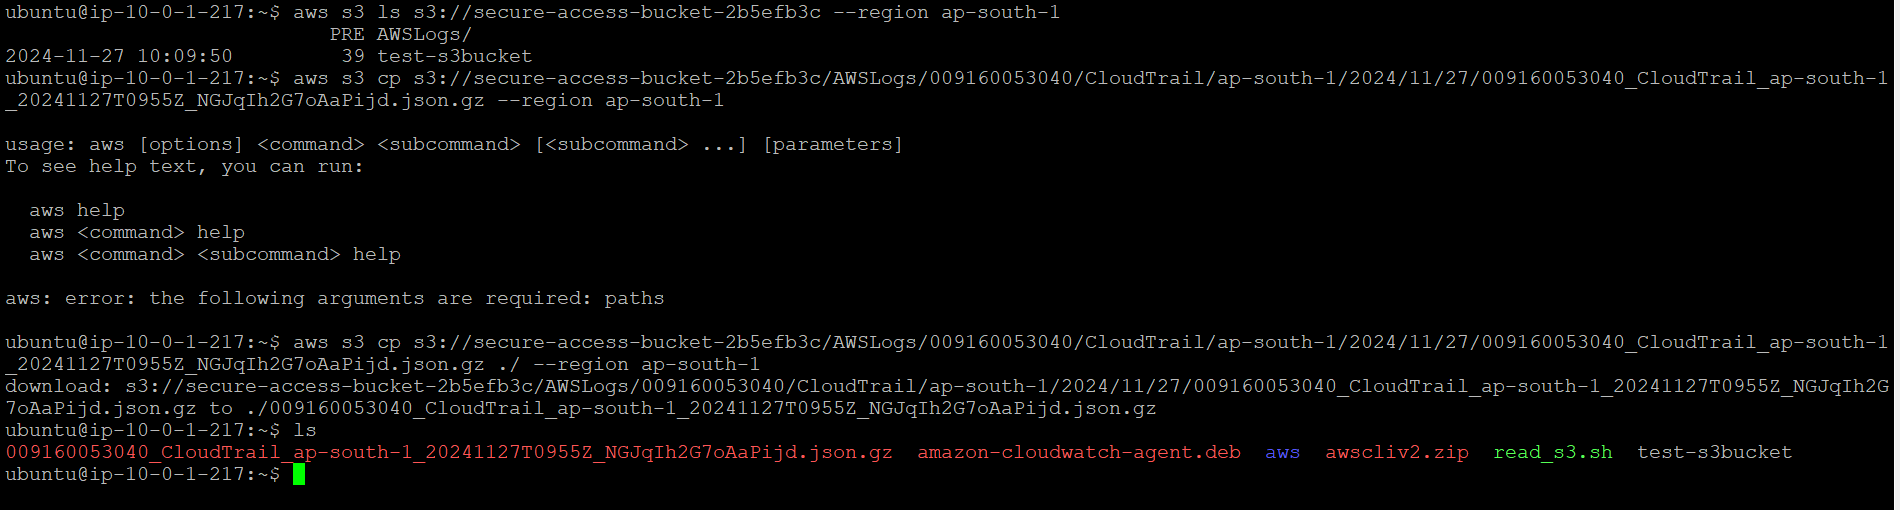 ubuntu@ip-10-0-1-217:~$ aws s3 ls s3://secure-access-bucket-2b5efb3c --region ap-south-1
PRE AWSLogs/
2024-11-27 10:09:50 39 test-s3bucket
ubuntu@ip-10-0-1-217:~$ aws s3 cp s3://secure-access-bucket-2b5efb3c/AWSLogs/009160053040/CloudTrail/ap-south-1/2024/11/27/009160053040_CloudTrail_ap-south-1
_20241127T0955Z_NGJqIh2G7oAaPijd.json.gz --region ap-south-1
usage: aws [options] <command> <subcommand> [<subcommand> ...] [parameters]
To see help text, you can run:
aws help
aws <command> help
aws <command> <subcommand> help
aws: error: the following arguments are required: paths
ubuntu@ip-10-0-1-217:~$ aws s3 cp s3://secure-access-bucket-2b5efb3c/AWSLogs/009160053040/CloudTrail/ap-south-1/2024/11/27/009160053040_CloudTrail_ap-south-1
_20241127T0955Z_NGJqIh2G7oAaPijd.json.gz ./ --region ap-south-1
download: s3://secure-access-bucket-2b5efb3c/AWSLogs/009160053040/CloudTrail/ap-south-1/2024/11/27/009160053040_CloudTrail_ap-south-1_20241127T0955Z_NGJqIh2G
7oAaPijd.json.gz to ./009160053040_CloudTrail_ap-south-1_20241127T0955Z_NGJqIh2G7oAaPijd.json.gz
ubuntu@ip-10-0-1-217:~$ ls
009160053040_CloudTrail_ap-south-1_20241127T0955Z_NGJqIh2G7oAaPijd.json.gz amazon-cloudwatch-agent.deb aws awscliv2.zip read_s3.sh test-s3bucket
ubuntu@ip-10-0-1-217:~$